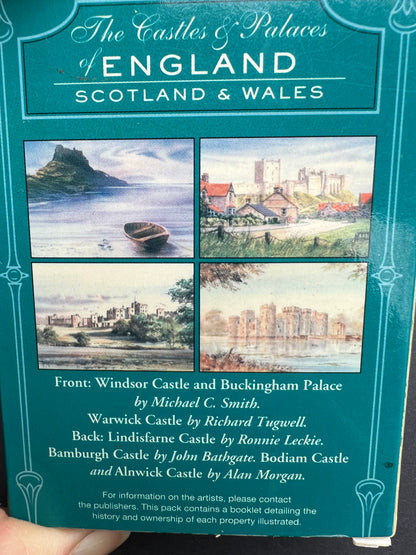 The Castles & Palaces
of ENGLAND
SCOTLAND & WALES
Front: Windsor Castle and Buckingham Palace
by Michael C. Smith.
Warwick Castle by Richard Tugwell.
Back: Lindisfarne Castle by Ronnie Leckie.
Bamburgh Castle by John Bathgate. Bodiam Castle
and Alnwick Castle by Alan Morgan.
For information on the artists, please contact
the publishers. This pack contains a booklet detailing the
history and ownership of each property illustrated.